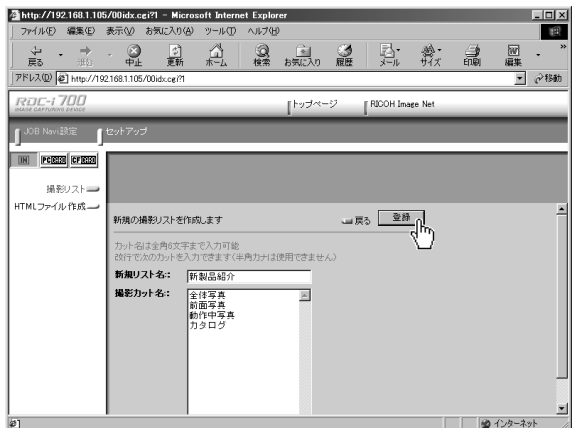 http://192.168.1.105/00idx.cgi?1 - Microsoft Internet Explorer
ファイル(F) 編集(E) 表示(V) お気に入り(A) ツール(T) ヘルプ(H)
戻る 進む 中止 更新 ホーム 検索 お気に入り 履歴 メール サイズ 印刷 編集 »
アドレス(D) http://192.168.1.105/00idx.cgi?1 移動
RDC-i 700
IMAGE CAPTURING DEVICE
トップページ RICOH Image Net
JOB Navi設定 セットアップ
IN PC CARD CF CARD
撮影リスト
HTMLファイル作成
新規の撮影リストを作成します 戻る 登録
カット名は全角6文字まで入力可能
改行で次のカットを入力できます(半角カナは使用できません)
新規リスト名: 新製品紹介
撮影カット名: 全体写真
前面写真
動作中写真
カタログ
インターネット